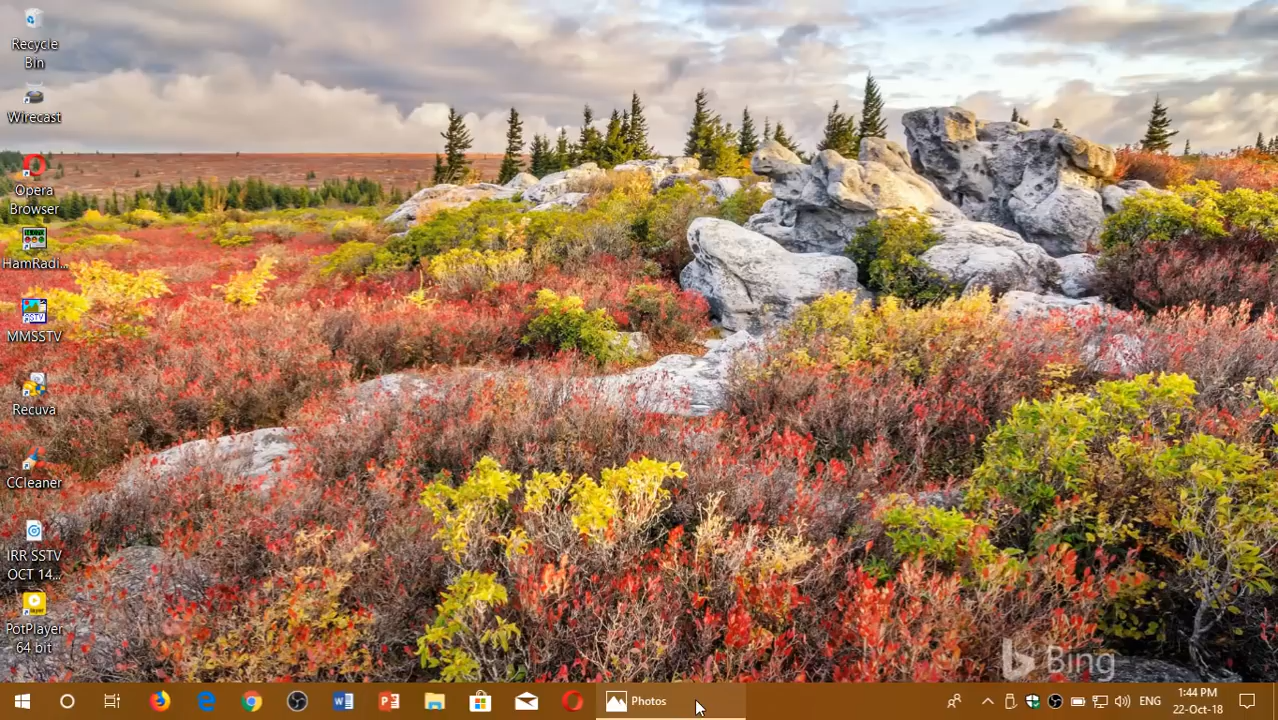 Recycle
Bin
Wirecast
Opera
Browser
HamRadi...
SSTV
MMSSTV
Recuva
CCleaner
IRR SSTV
OCT 14...
PotPlayer
64 bit
Bing
Photos
ENG
1:44 PM
22-Oct-18